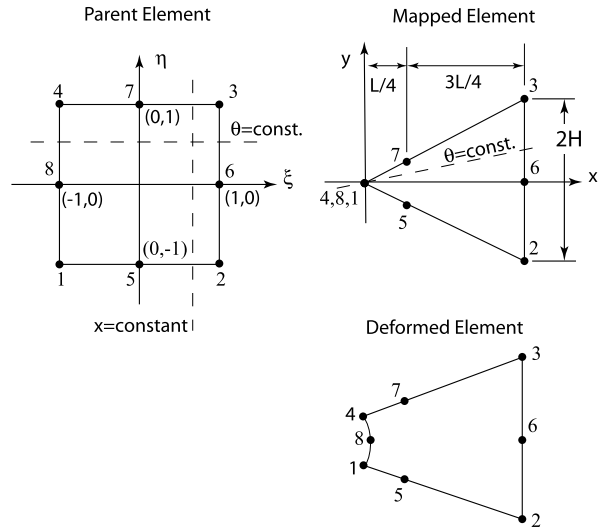 Parent Element
η
4
7
3
(0,1)
θ=const.
8
6
ξ
(-1,0)
(1,0)
(0,-1)
1
5
2
x=constant
Mapped Element
y
L/4
3L/4
3
7
θ=const.
2H
6
x
4,8,1
5
2
Deformed Element
3
7
4
8
6
1
5
2